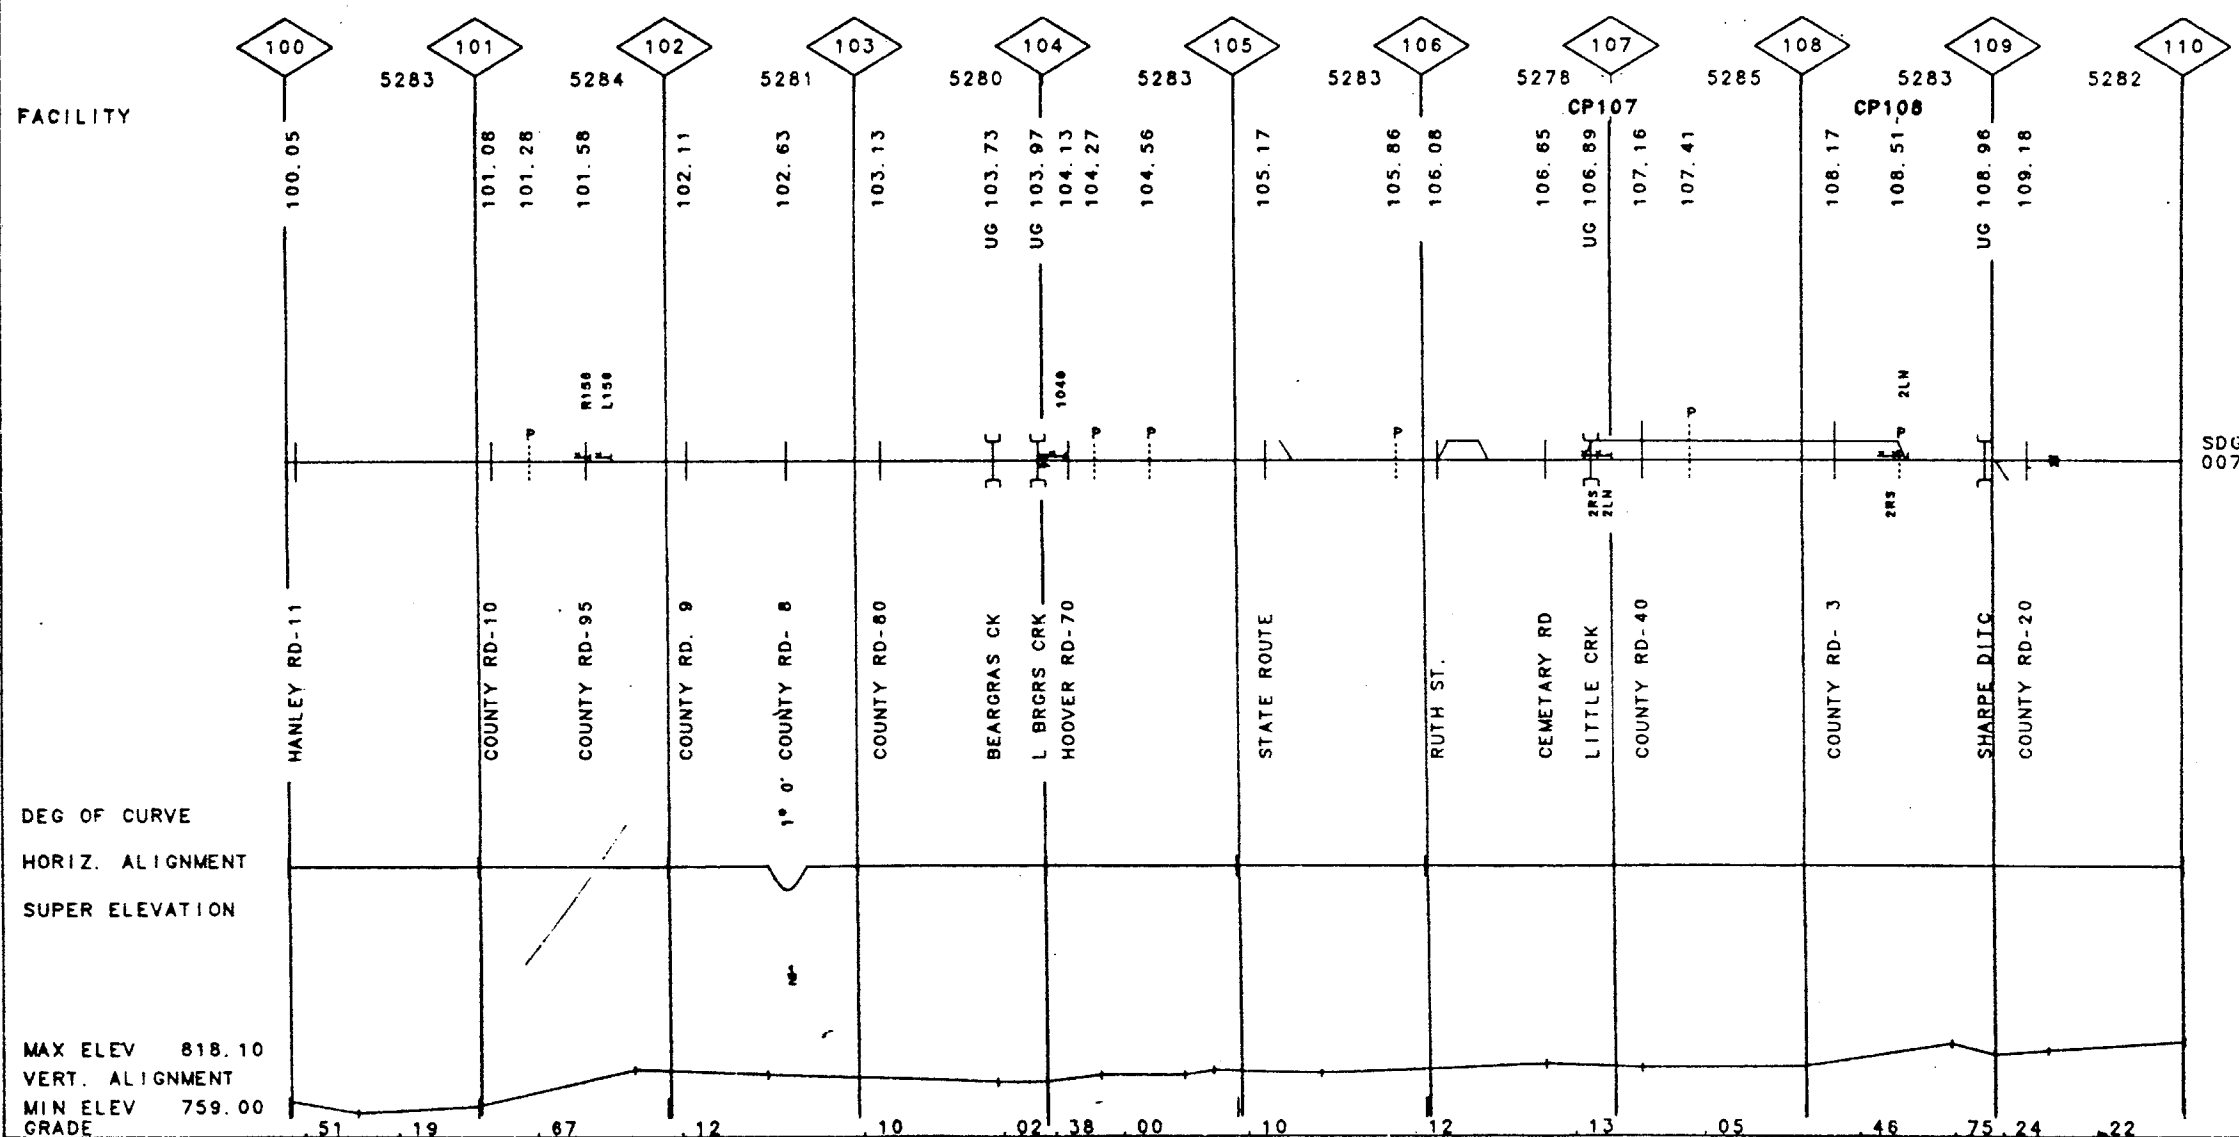 100 101 102 103 104 105 106 107 108 109 110
5283 5284 5281 5280 5283 5283 5278 5285 5283 5282
CP107 CP108
FACILITY
100.05
101.08
101.28
101.58
102.11
102.63
103.13
UG 103.73
UG 103.97
104.13
104.27
104.56
105.17
105.86
106.08
106.65
UG 106.89
107.16
107.41
108.17
108.51
UG 108.98
109.18
R158
L158
1040
2LN
P P P P P P
SDG
007
2RS
2LN
2RS
HANLEY RD-11
COUNTY RD-10
COUNTY RD-95
COUNTY RD. 9
COUNTY RD- 8
COUNTY RD-80
BEARGRAS CK
L BRGRS CRK
HOOVER RD-70
STATE ROUTE
RUTH ST.
CEMETARY RD
LITTLE CRK
COUNTY RD-40
COUNTY RD- 3
SHARPE DITC
COUNTY RD-20
DEG OF CURVE
1° 0'
HORIZ. ALIGNMENT
SUPER ELEVATION
MAX ELEV 818.10
VERT. ALIGNMENT
MIN ELEV 759.00
GRADE .51 .19 .67 .12 .10 .02 .38 .00 .10 .12 .13 .05 .46 .75 .24 .22